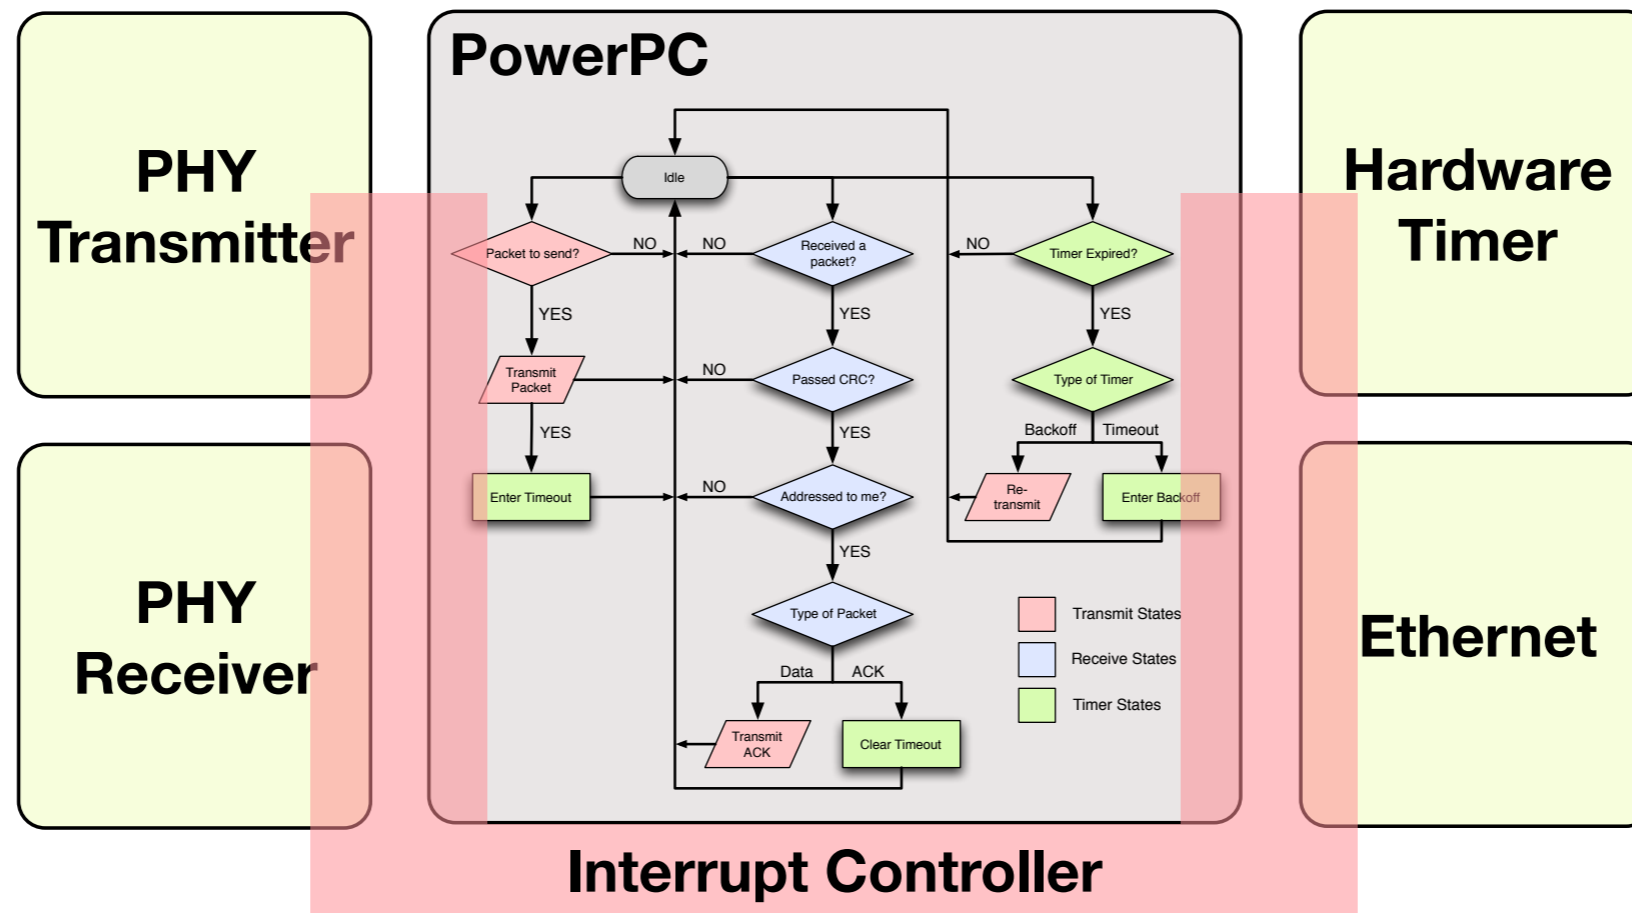 PowerPC
PHY
Transmitter
Hardware
Timer
Idle
Packet to send?
NO
NO
Received a
packet?
NO
Timer Expired?
YES
YES
YES
Transmit
Packet
NO
Passed CRC?
Type of Timer
YES
YES
Backoff
Timeout
Enter Timeout
NO
Addressed to me?
Re-
transmit
Enter Backoff
YES
PHY
Receiver
Type of Packet
Transmit States
Ethernet
Receive States
Data
ACK
Timer States
Transmit
ACK
Clear Timeout
Interrupt Controller